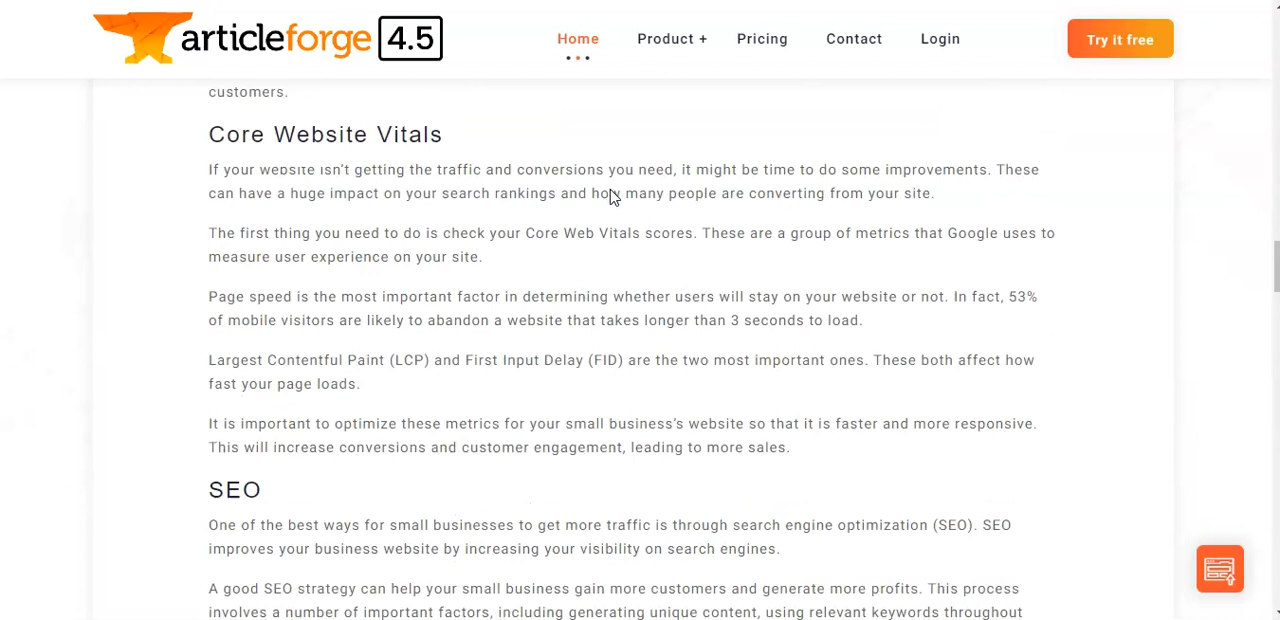 articleforge 4.5
Home Product + Pricing Contact Login Try it free
customers.
Core Website Vitals
If your website isn't getting the traffic and conversions you need, it might be time to do some improvements. These
can have a huge impact on your search rankings and how many people are converting from your site.
The first thing you need to do is check your Core Web Vitals scores. These are a group of metrics that Google uses to
measure user experience on your site.
Page speed is the most important factor in determining whether users will stay on your website or not. In fact, 53%
of mobile visitors are likely to abandon a website that takes longer than 3 seconds to load.
Largest Contentful Paint (LCP) and First Input Delay (FID) are the two most important ones. These both affect how
fast your page loads.
It is important to optimize these metrics for your small business's website so that it is faster and more responsive.
This will increase conversions and customer engagement, leading to more sales.
SEO
One of the best ways for small businesses to get more traffic is through search engine optimization (SEO). SEO
improves your business website by increasing your visibility on search engines.
A good SEO strategy can help your small business gain more customers and generate more profits. This process
involves a number of important factors, including generating unique content, using relevant keywords throughout